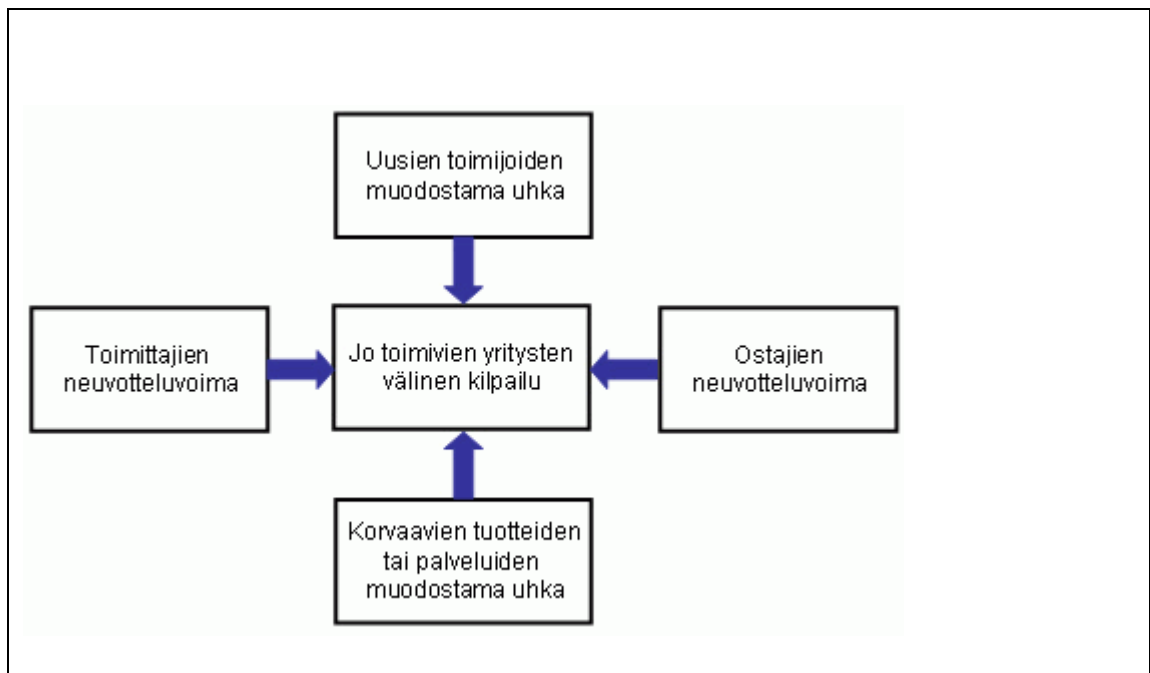 Uusien toimijoiden
muodostama uhka
Toimittajien
neuvotteluvoima
Jo toimivien yritysten
välinen kilpailu
Ostajien
neuvotteluvoima
Korvaavien tuotteiden
tai palveluiden
muodostama uhka